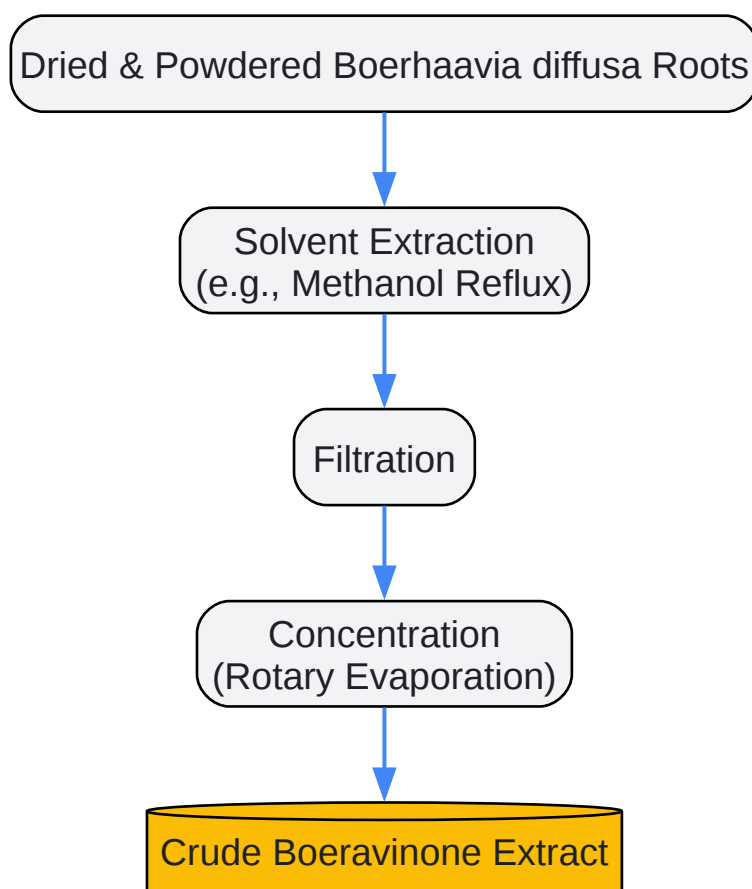 Dried & Powdered Boerhaavia diffusa Roots
Solvent Extraction
(e.g., Methanol Reflux)
Filtration
Concentration
(Rotary Evaporation)
Crude Boeravinone Extract